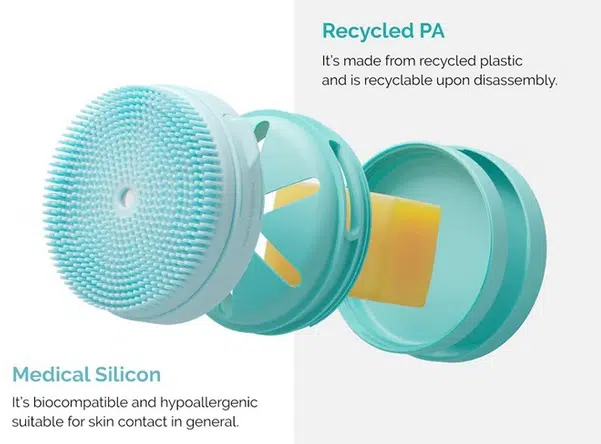 Recycled PA
It's made from recycled plastic
and is recyclable upon disassembly.
Medical Silicon
It's biocompatible and hypoallergenic
suitable for skin contact in general.